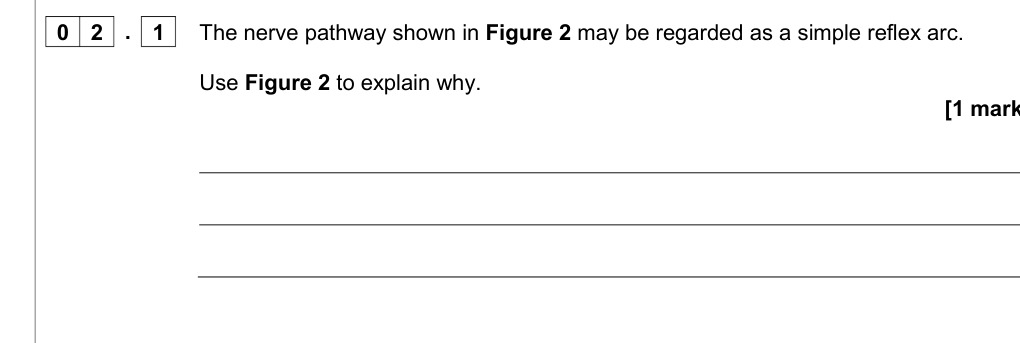 0 2 . 1 The nerve pathway shown in Figure 2 may be regarded as a simple reflex arc.
Use Figure 2 to explain why.
[1 mark